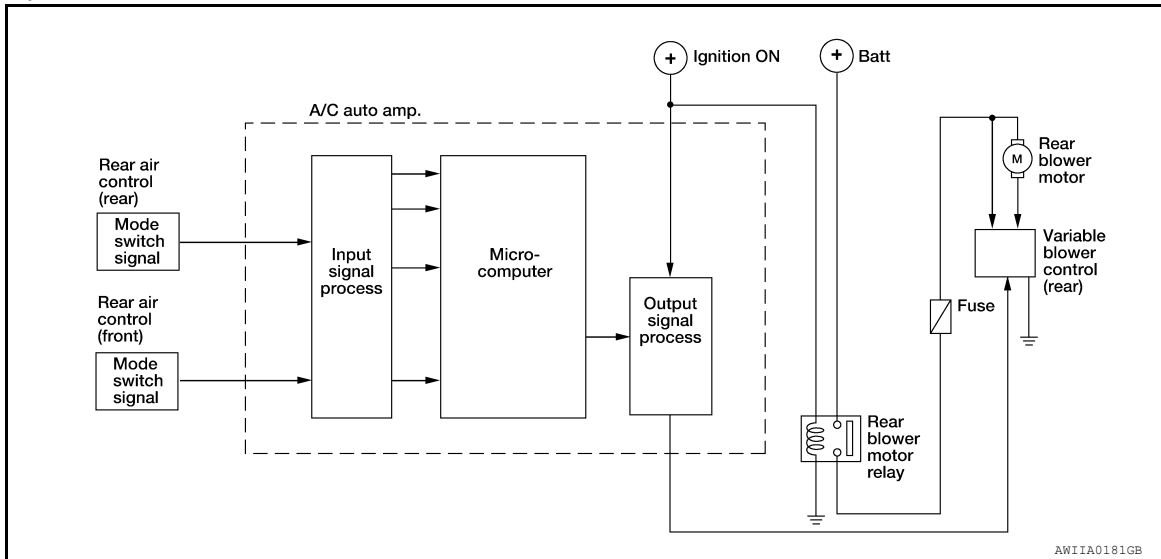 +
Ignition ON
+
Batt
A/C auto amp.
Rear air
control
(rear)
Mode
switch
signal
Rear air
control
(front)
Mode
switch
signal
Input
signal
process
Micro-
computer
Output
signal
process
M
Rear
blower
motor
Variable
blower
control
(rear)
Fuse
Rear
blower
motor
relay
AWIIA0181GB